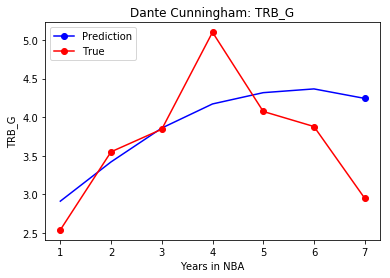 Dante Cunningham: TRB_G
Prediction
True
TRB_G
5.0
4.5
4.0
3.5
3.0
2.5
1 2 3 4 5 6 7
Years in NBA